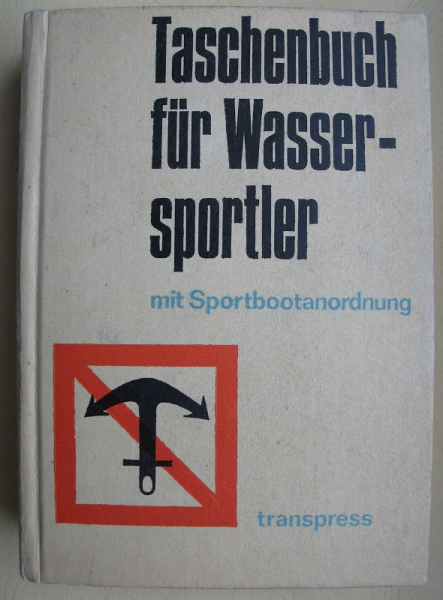 Taschenbuch
für Wasser-
sportler
mit Sportbootanordnung
transpress